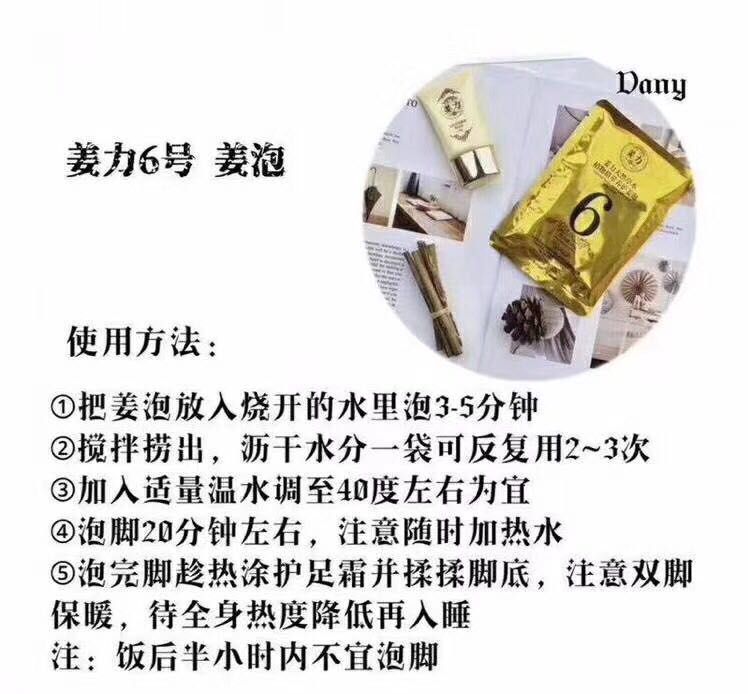 Dany
姜力6号 姜泡
姜力
6
使用方法：
①把姜泡放入烧开的水里泡3-5分钟
②搅拌捞出，沥干水分一袋可反复用2~3次
③加入适量温水调至40度左右为宜
④泡脚20分钟左右，注意随时加热水
⑤泡完脚趁热涂护足霜并揉揉脚底，注意双脚
保暖，待全身热度降低再入睡
注：饭后半小时内不宜泡脚